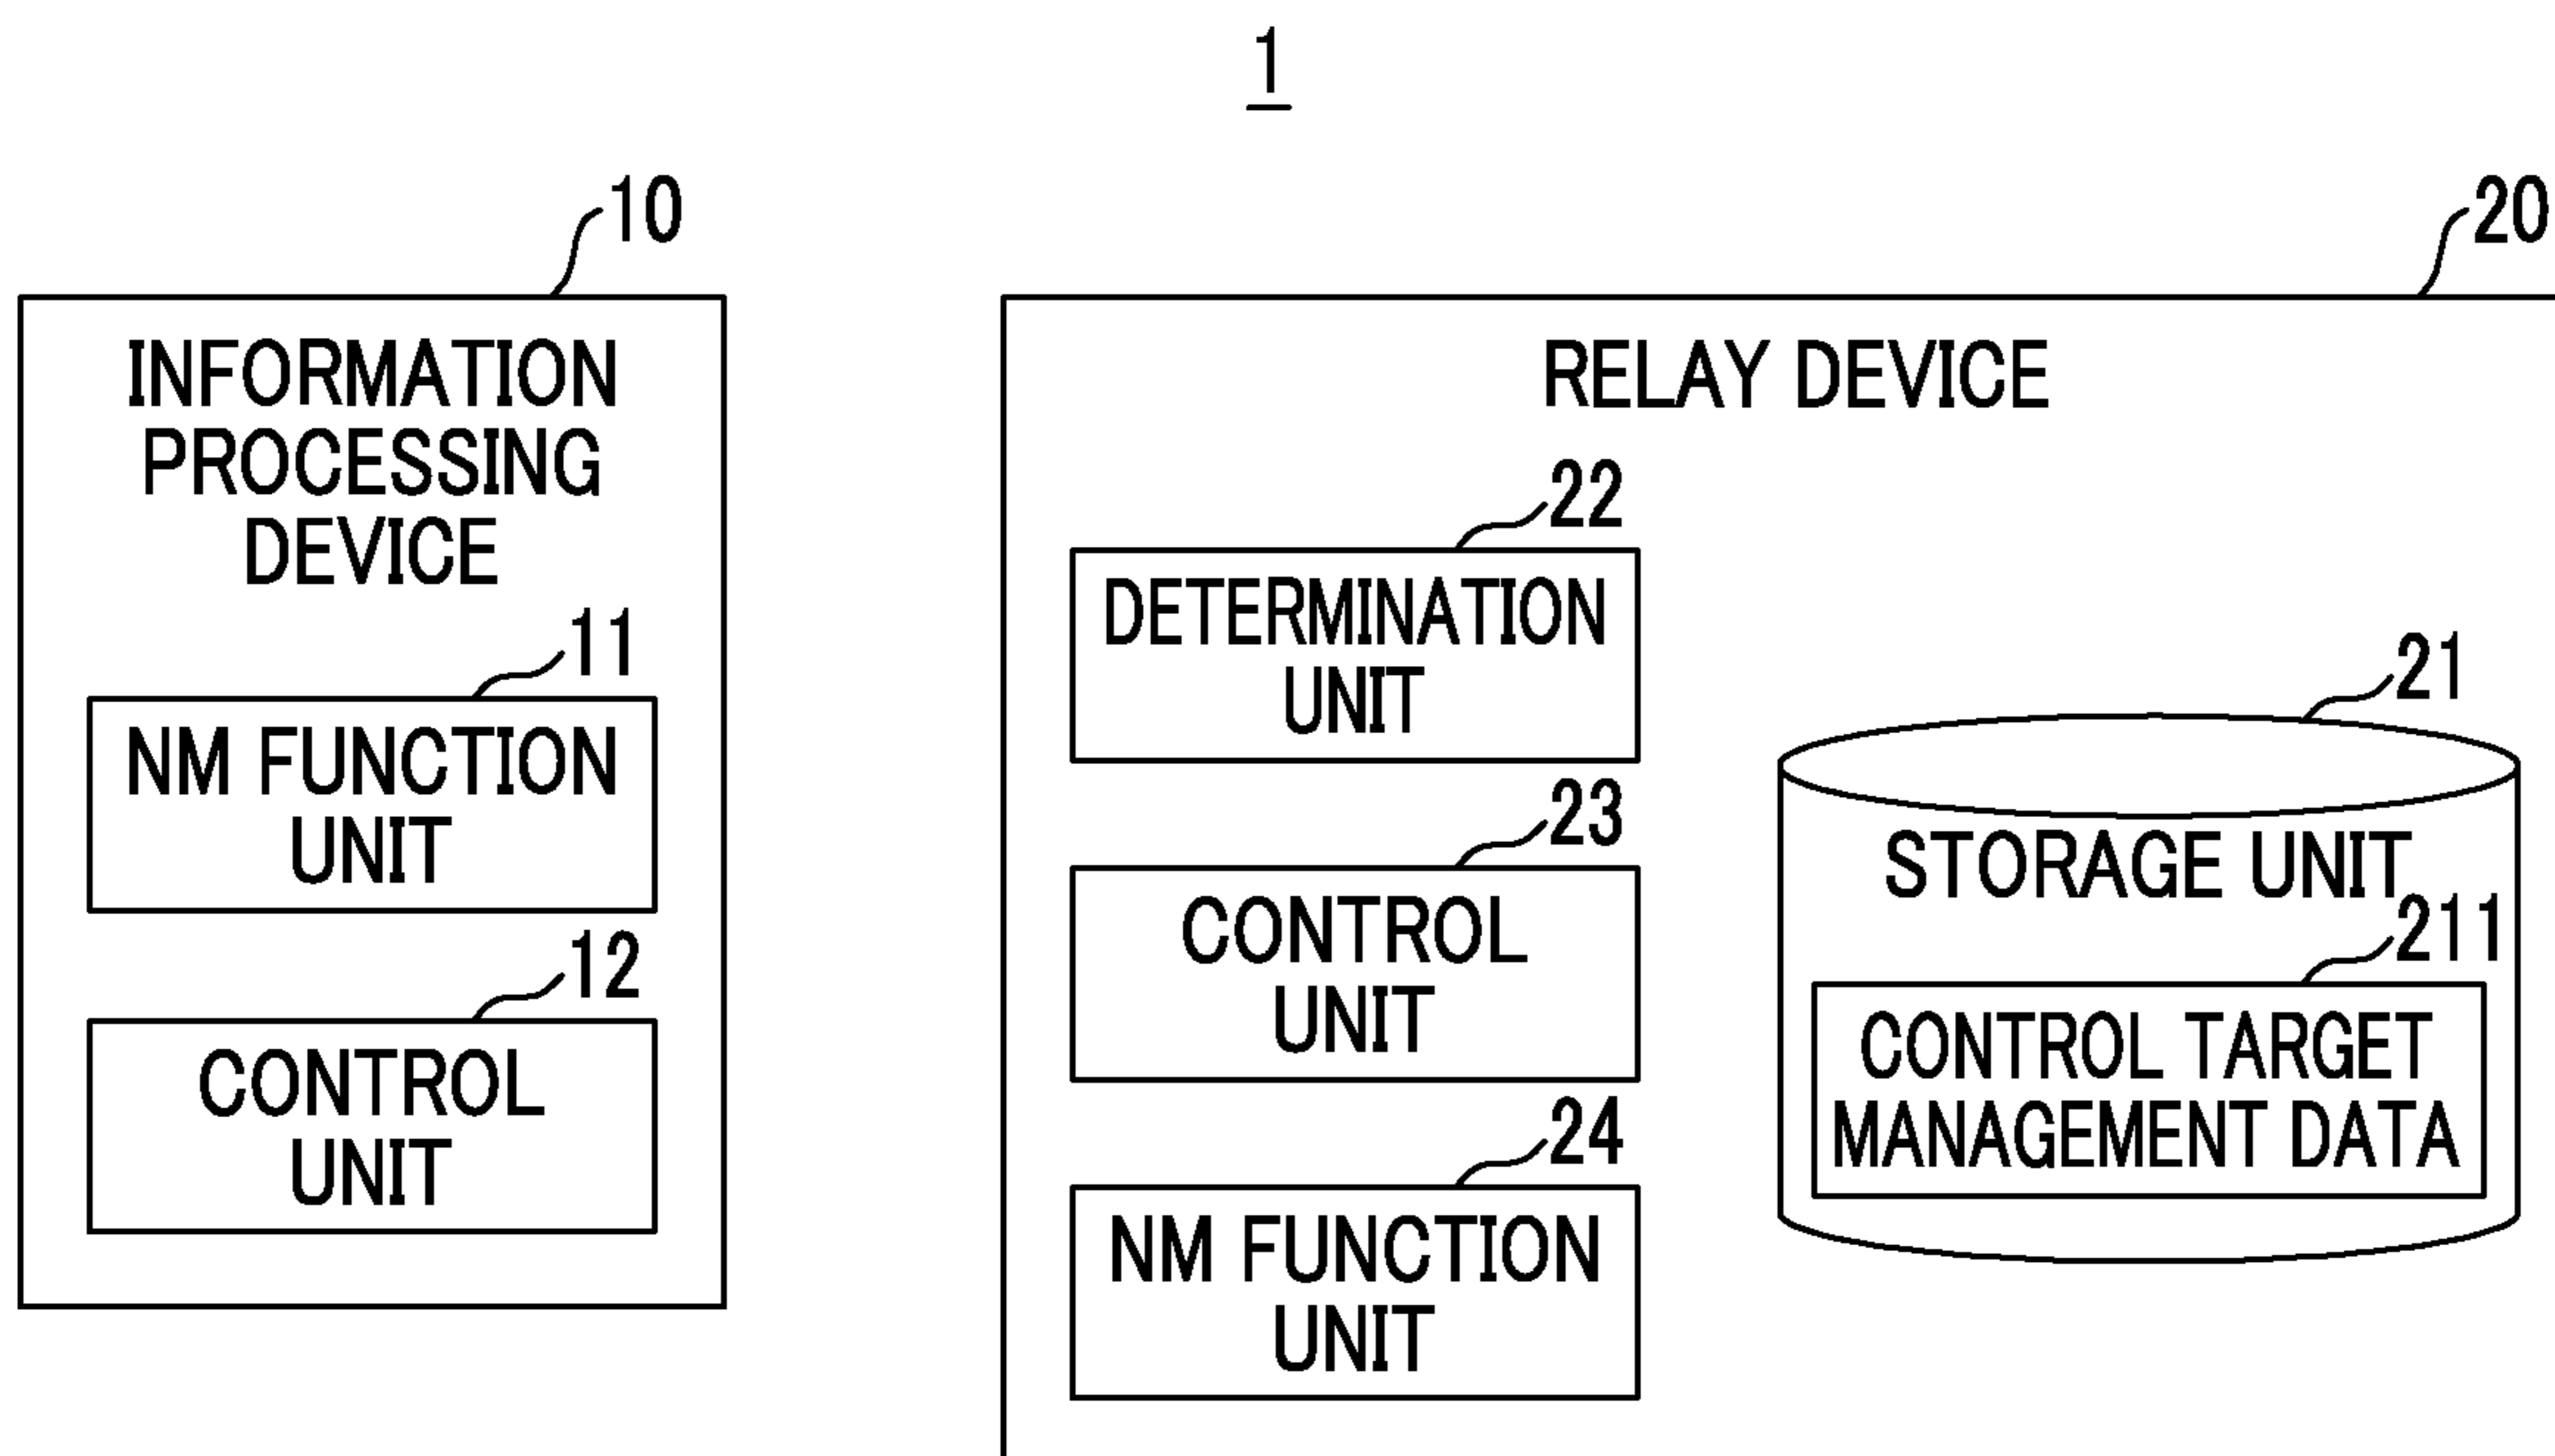 1
10
INFORMATION
PROCESSING
DEVICE
11
NM FUNCTION
UNIT
12
CONTROL
UNIT
20
RELAY DEVICE
22
DETERMINATION
UNIT
23
CONTROL
UNIT
24
NM FUNCTION
UNIT
21
STORAGE UNIT
211
CONTROL TARGET
MANAGEMENT DATA